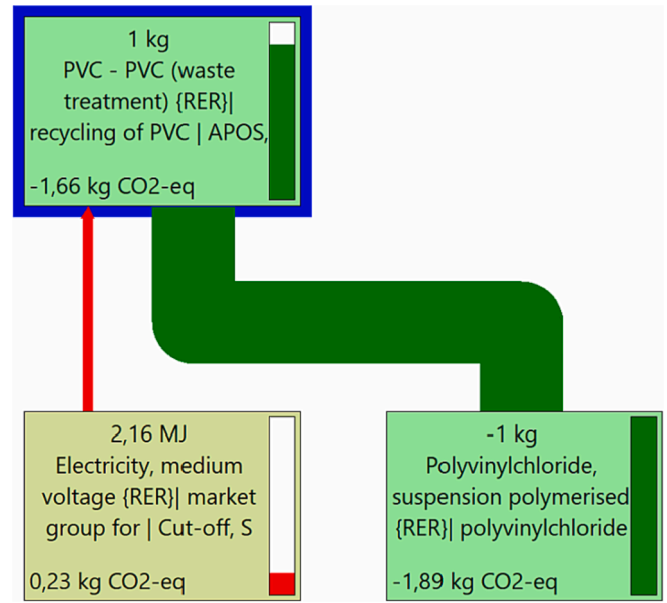 1 kg
PVC - PVC (waste
treatment) {RER}|
recycling of PVC | APOS,
-1,66 kg CO2-eq
2,16 MJ
Electricity, medium
voltage {RER}| market
group for | Cut-off, S
0,23 kg CO2-eq
-1 kg
Polyvinylchloride,
suspension polymerised
{RER}| polyvinylchloride
-1,89 kg CO2-eq